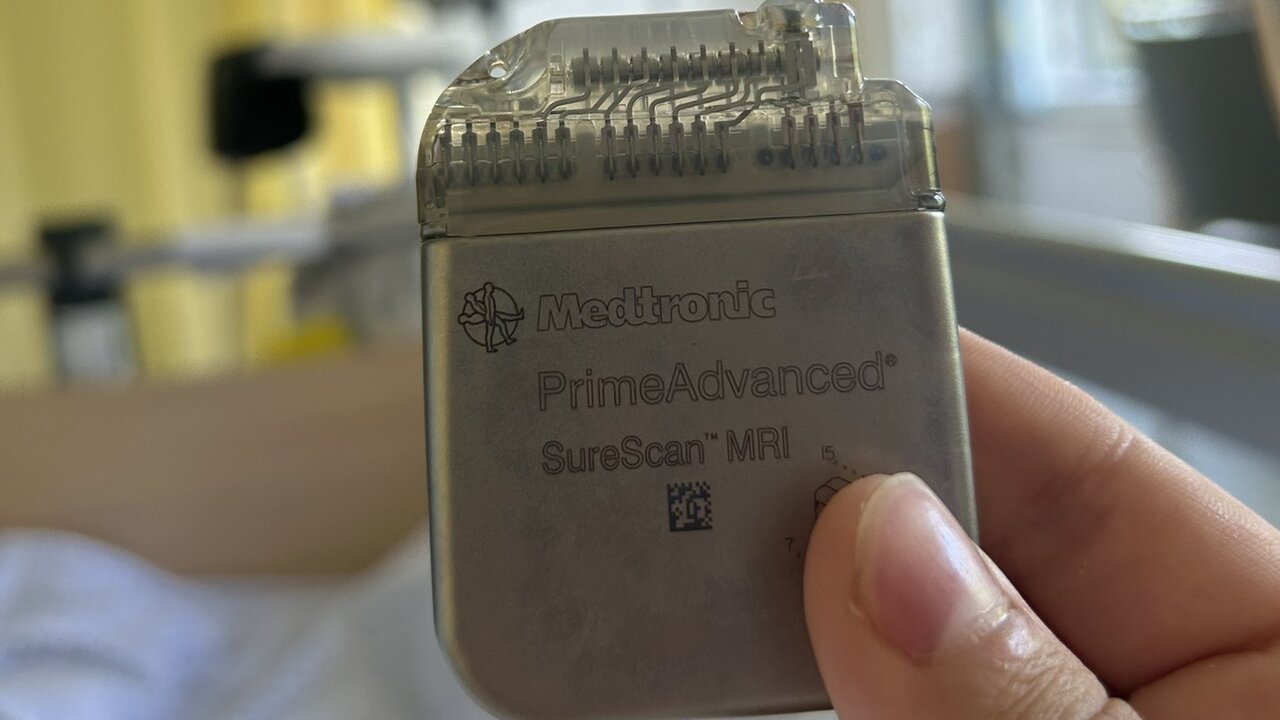 Medtronic
PrimeAdvanced®
SureScan™ MRI
15
7